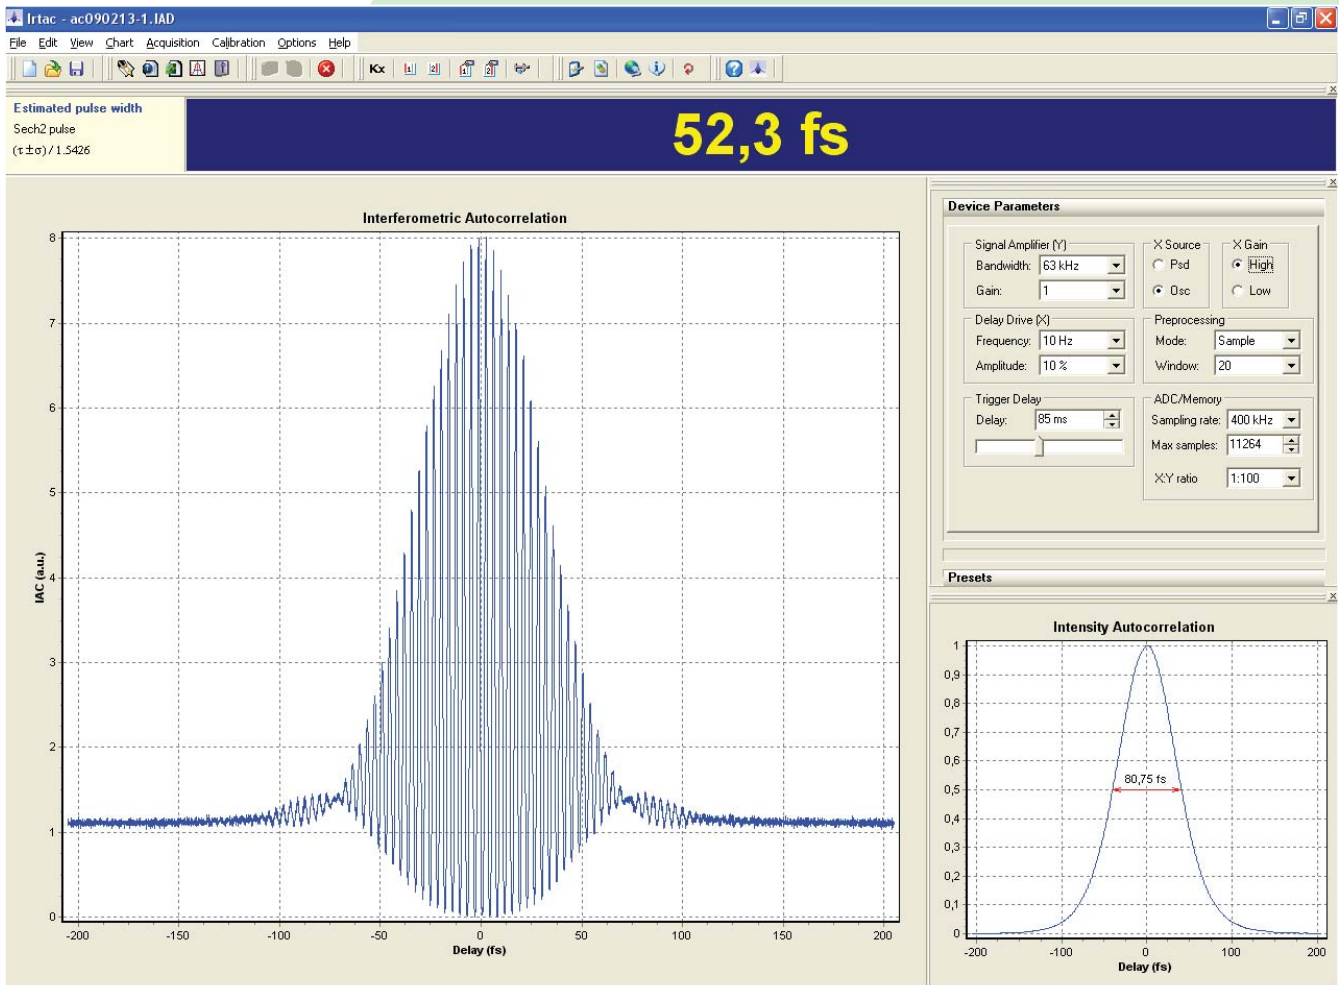 Irtac - ac090213-1.IAD
File Edit View Chart Acquisition Calibration Options Help
Kx
Estimated pulse width
Sech2 pulse
(τ±σ) / 1.5426
52,3 fs
Interferometric Autocorrelation
8
7
6
5
4
3
2
1
0
IAC (a.u.)
-200 -150 -100 -50 0 50 100 150 200
Delay (fs)
Device Parameters
Signal Amplifier (Y)
Bandwidth: 63 kHz
Gain: 1
X Source
Psd
Osc
X Gain
High
Low
Delay Drive (X)
Frequency: 10 Hz
Amplitude: 10 %
Preprocessing
Mode: Sample
Window: 20
Trigger Delay
Delay: 85 ms
ADC/Memory
Sampling rate: 400 kHz
Max samples: 11264
X:Y ratio 1:100
Presets
Intensity Autocorrelation
1
0,9
0,8
0,7
0,6
0,5
0,4
0,3
0,2
0,1
0
80,75 fs
-200 -100 0 100 200
Delay (fs)